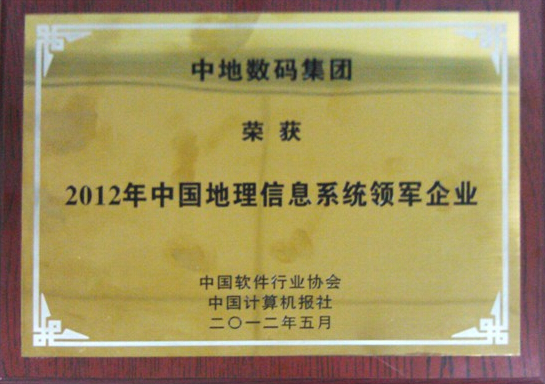 中地数码集团
荣获
2012年中国地理信息系统领军企业
中国软件行业协会
中国计算机报社
二〇一二年五月